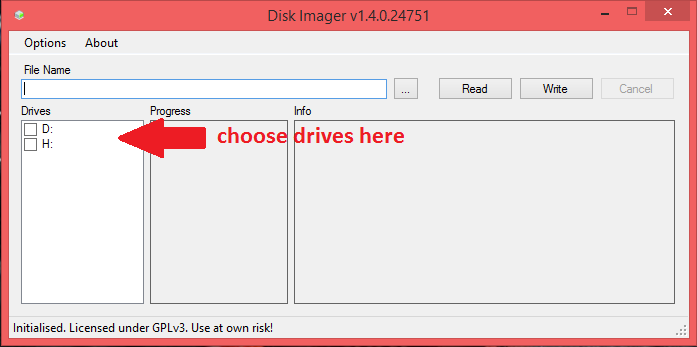 Disk Imager v1.4.0.24751
Options About
File Name
... Read Write Cancel
Drives Progress Info
D:
H:
choose drives here
Initialised. Licensed under GPLv3. Use at own risk!